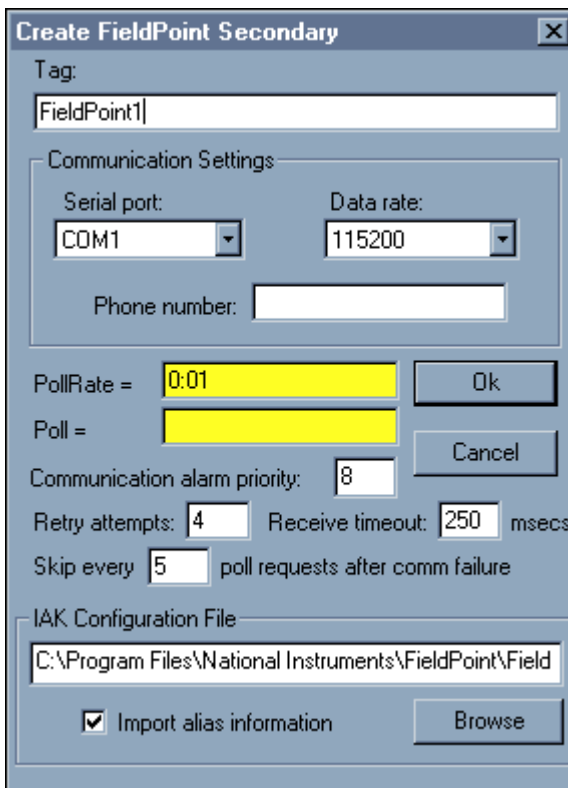 Create FieldPoint Secondary
Tag:
FieldPoint1
Communication Settings
Serial port: Data rate:
COM1 115200
Phone number:
PollRate = 0:01 Ok
Poll =
Cancel
Communication alarm priority: 8
Retry attempts: 4 Receive timeout: 250 msecs
Skip every 5 poll requests after comm failure
IAK Configuration File
C:\Program Files\National Instruments\FieldPoint\Field
Import alias information Browse